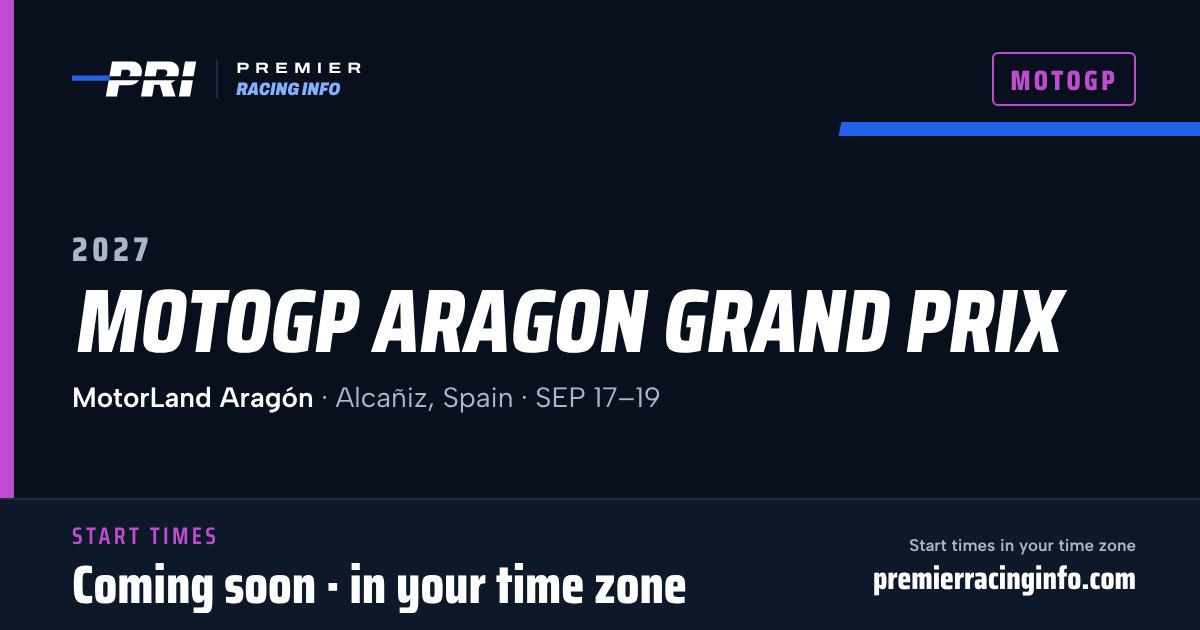 PRI
PREMIER
RACING INFO
MOTOGP
2027
MOTOGP ARAGON GRAND PRIX
MotorLand Aragón · Alcañiz, Spain · SEP 17–19
START TIMES
Coming soon · in your time zone
Start times in your time zone
premierracinginfo.com